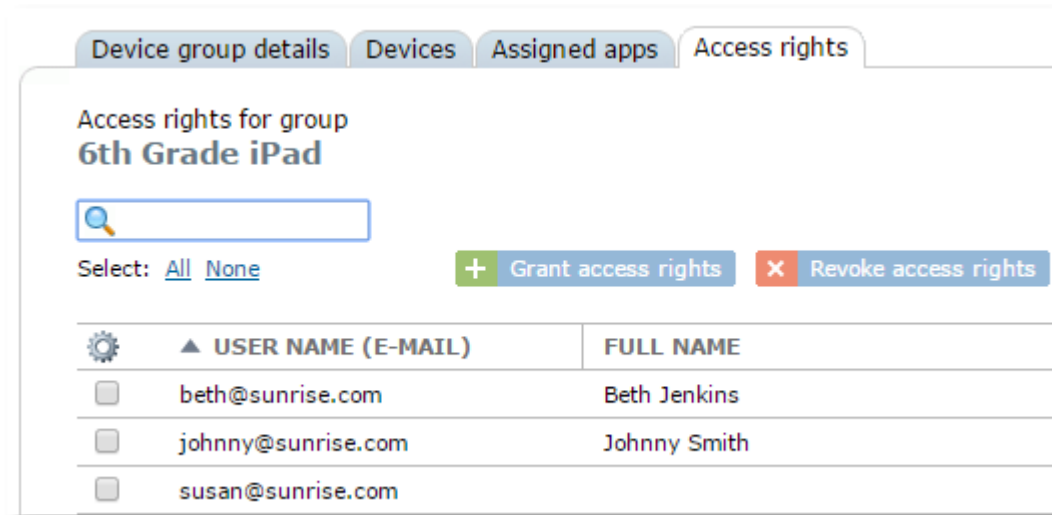 Device group details Devices Assigned apps Access rights
Access rights for group
6th Grade iPad
Select: All None + Grant access rights × Revoke access rights
▲ USER NAME (E-MAIL) FULL NAME
beth@sunrise.com Beth Jenkins
johnny@sunrise.com Johnny Smith
susan@sunrise.com